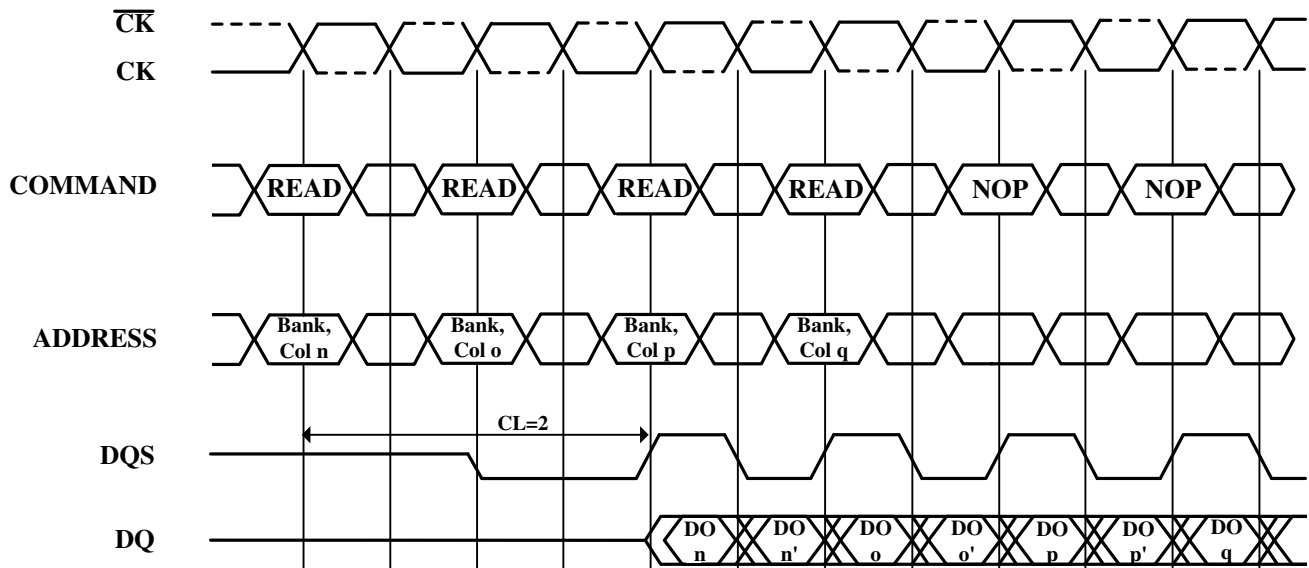 CK
CK
COMMAND
READ READ READ READ NOP NOP
ADDRESS
Bank, Bank, Bank, Bank,
Col n Col o Col p Col q
CL=2
DQS
DQ
DO DO DO DO DO DO DO
n n' o o' p p' q